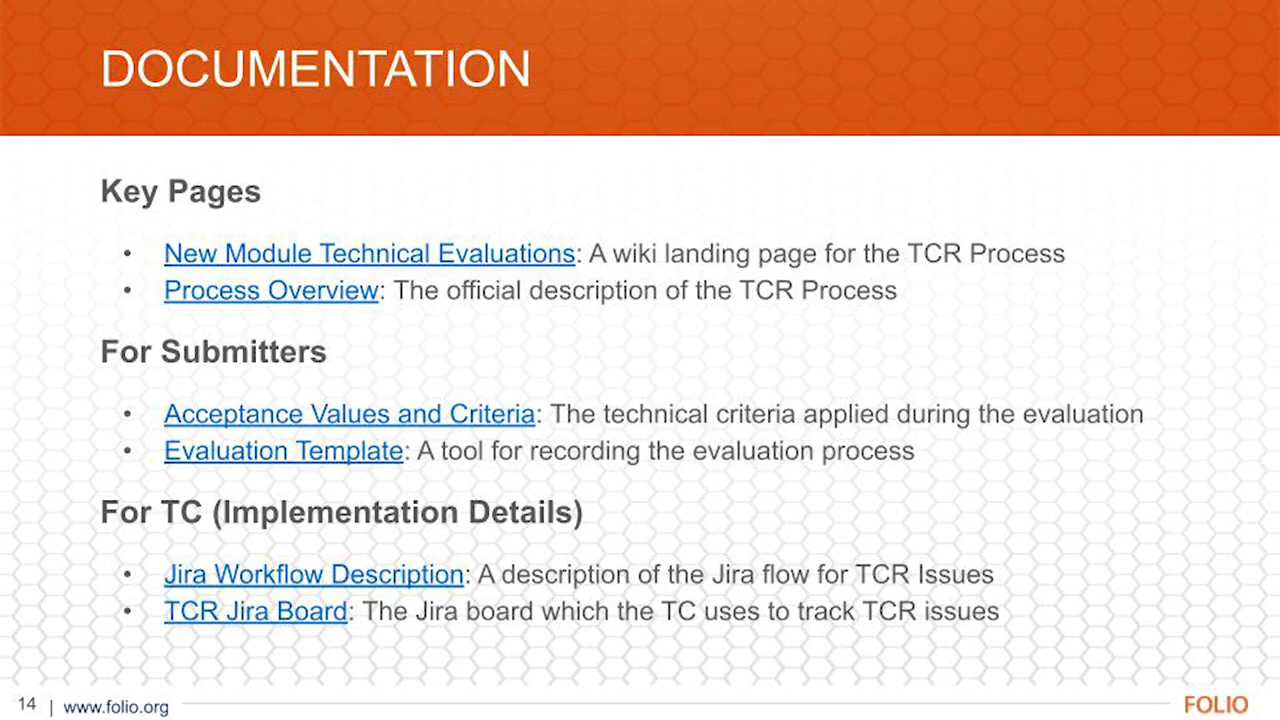 DOCUMENTATION
Key Pages
• New Module Technical Evaluations: A wiki landing page for the TCR Process
• Process Overview: The official description of the TCR Process
For Submitters
• Acceptance Values and Criteria: The technical criteria applied during the evaluation
• Evaluation Template: A tool for recording the evaluation process
For TC (Implementation Details)
• Jira Workflow Description: A description of the Jira flow for TCR Issues
• TCR Jira Board: The Jira board which the TC uses to track TCR issues
14 | www.folio.org
FOLIO